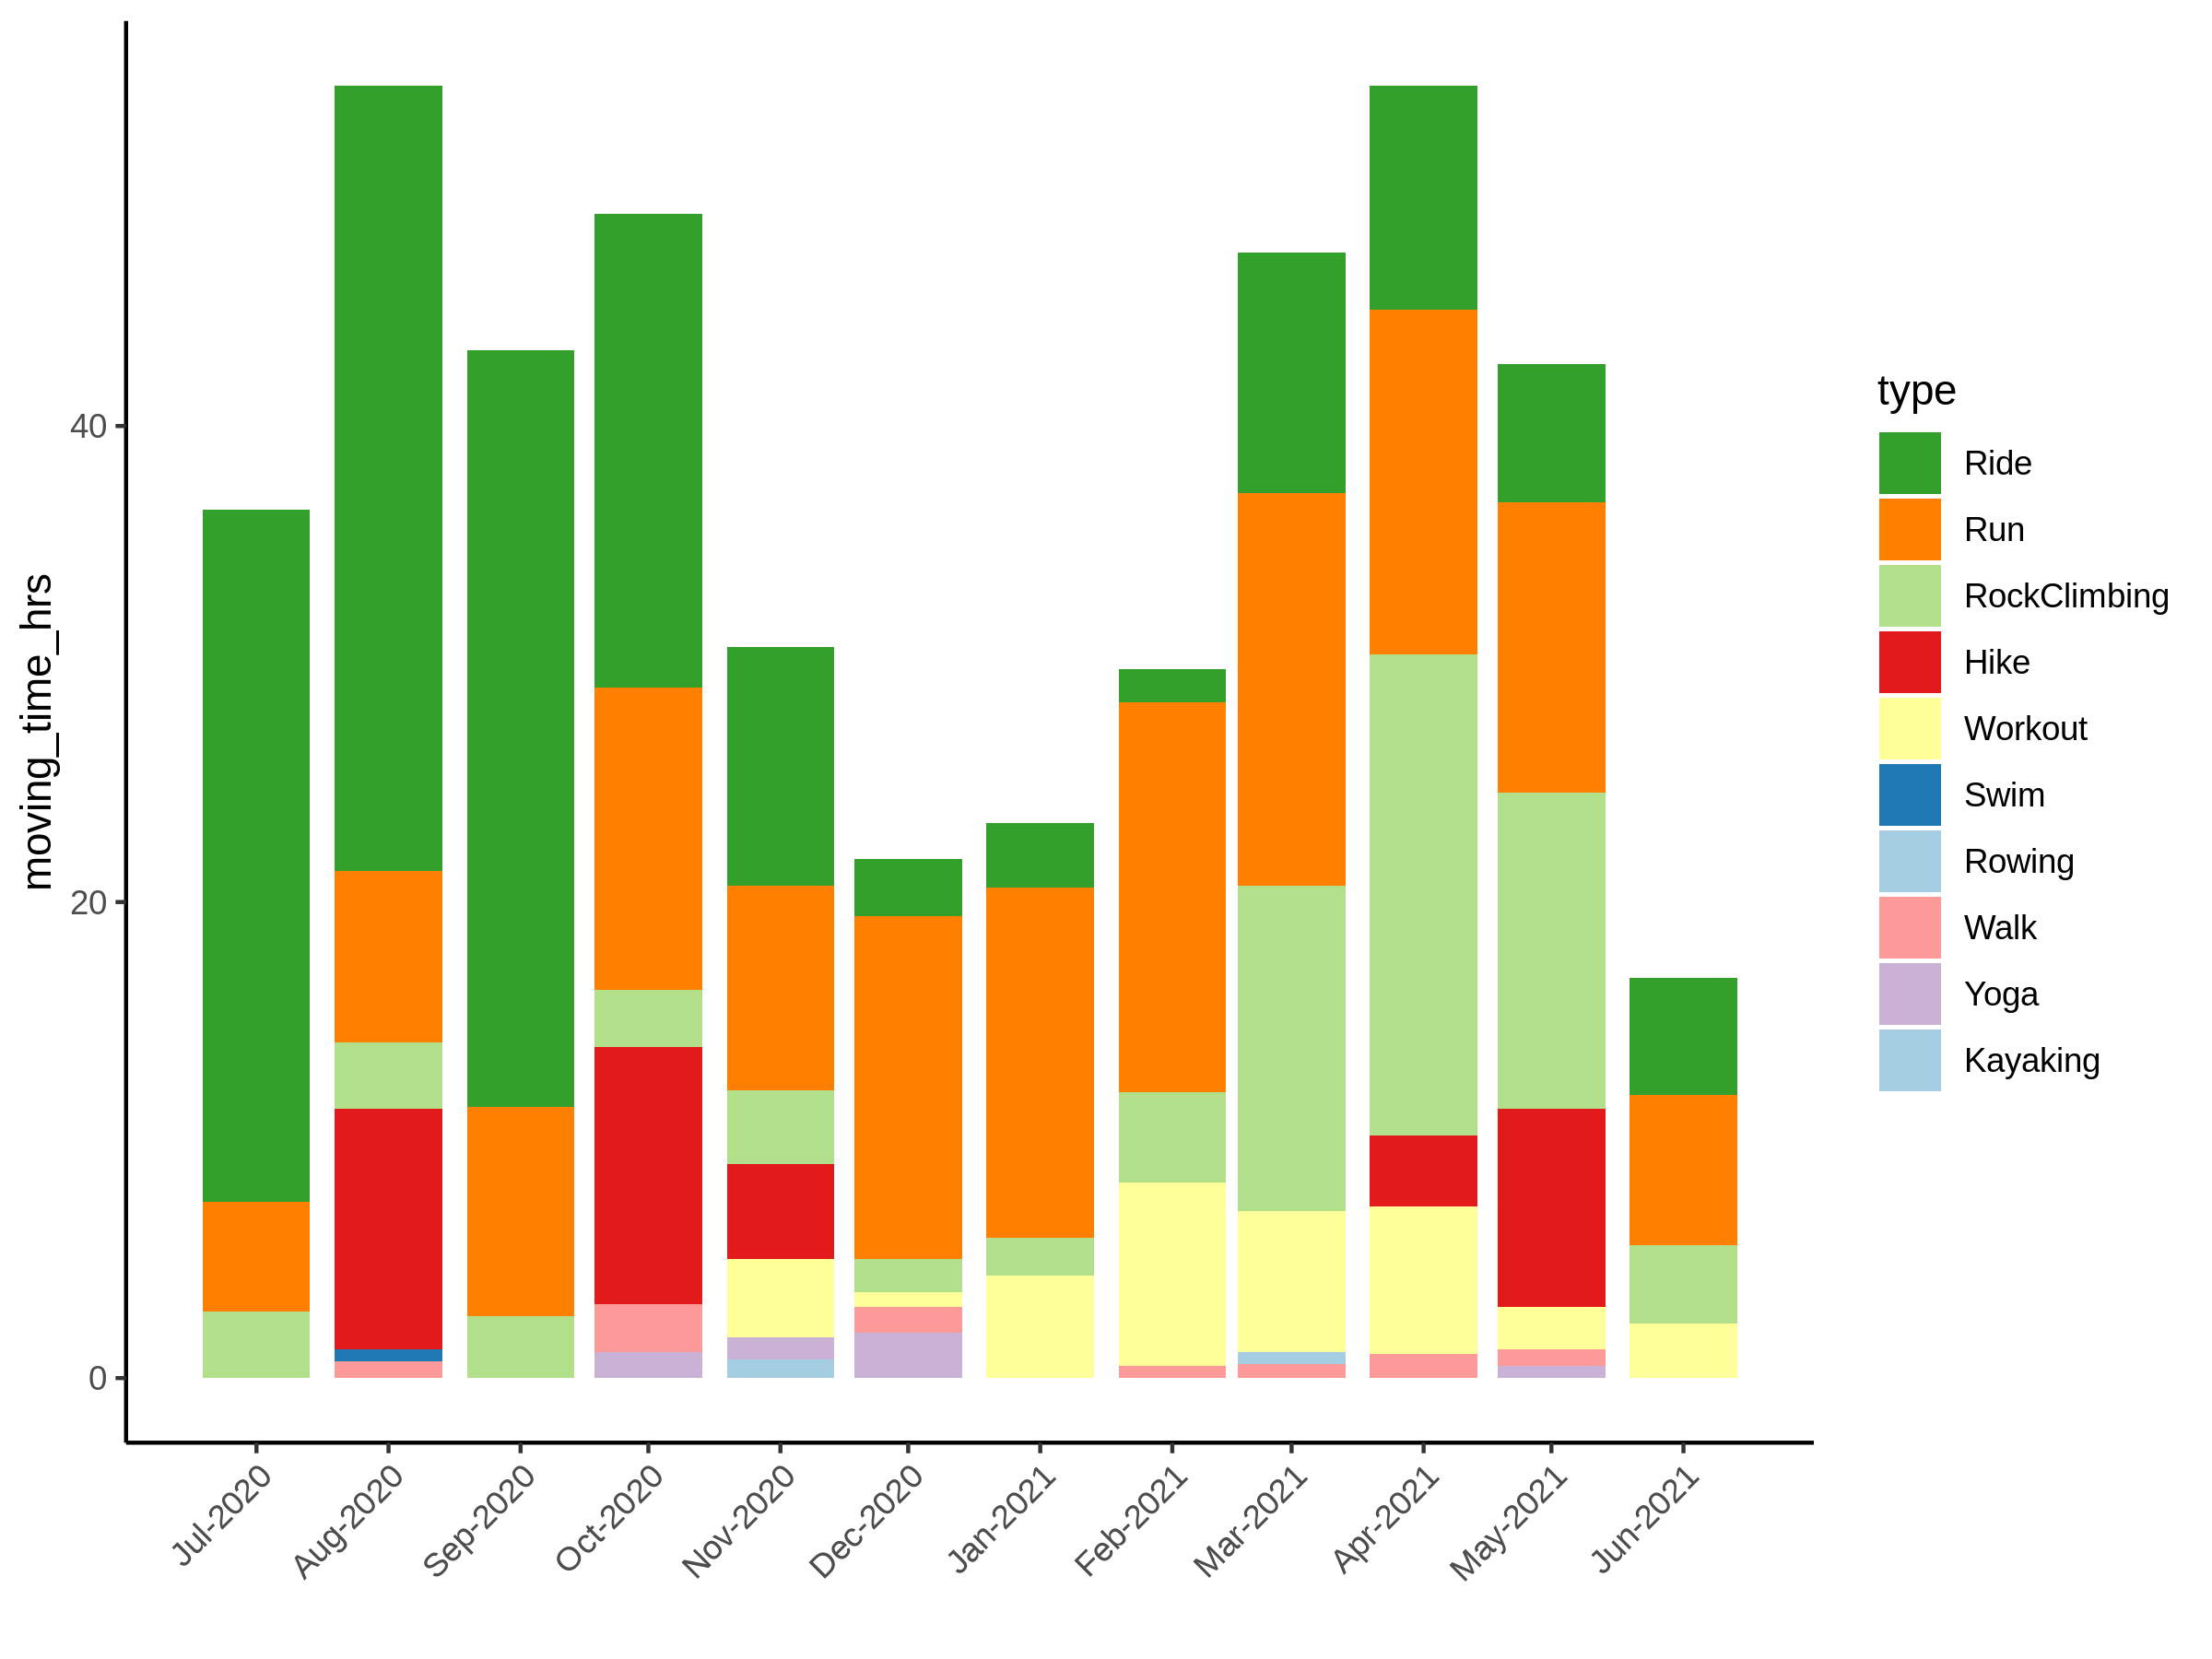 moving_time_hrs
40
20
0
Jul-2020
Aug-2020
Sep-2020
Oct-2020
Nov-2020
Dec-2020
Jan-2021
Feb-2021
Mar-2021
Apr-2021
May-2021
Jun-2021
type
Ride
Run
RockClimbing
Hike
Workout
Swim
Rowing
Walk
Yoga
Kayaking